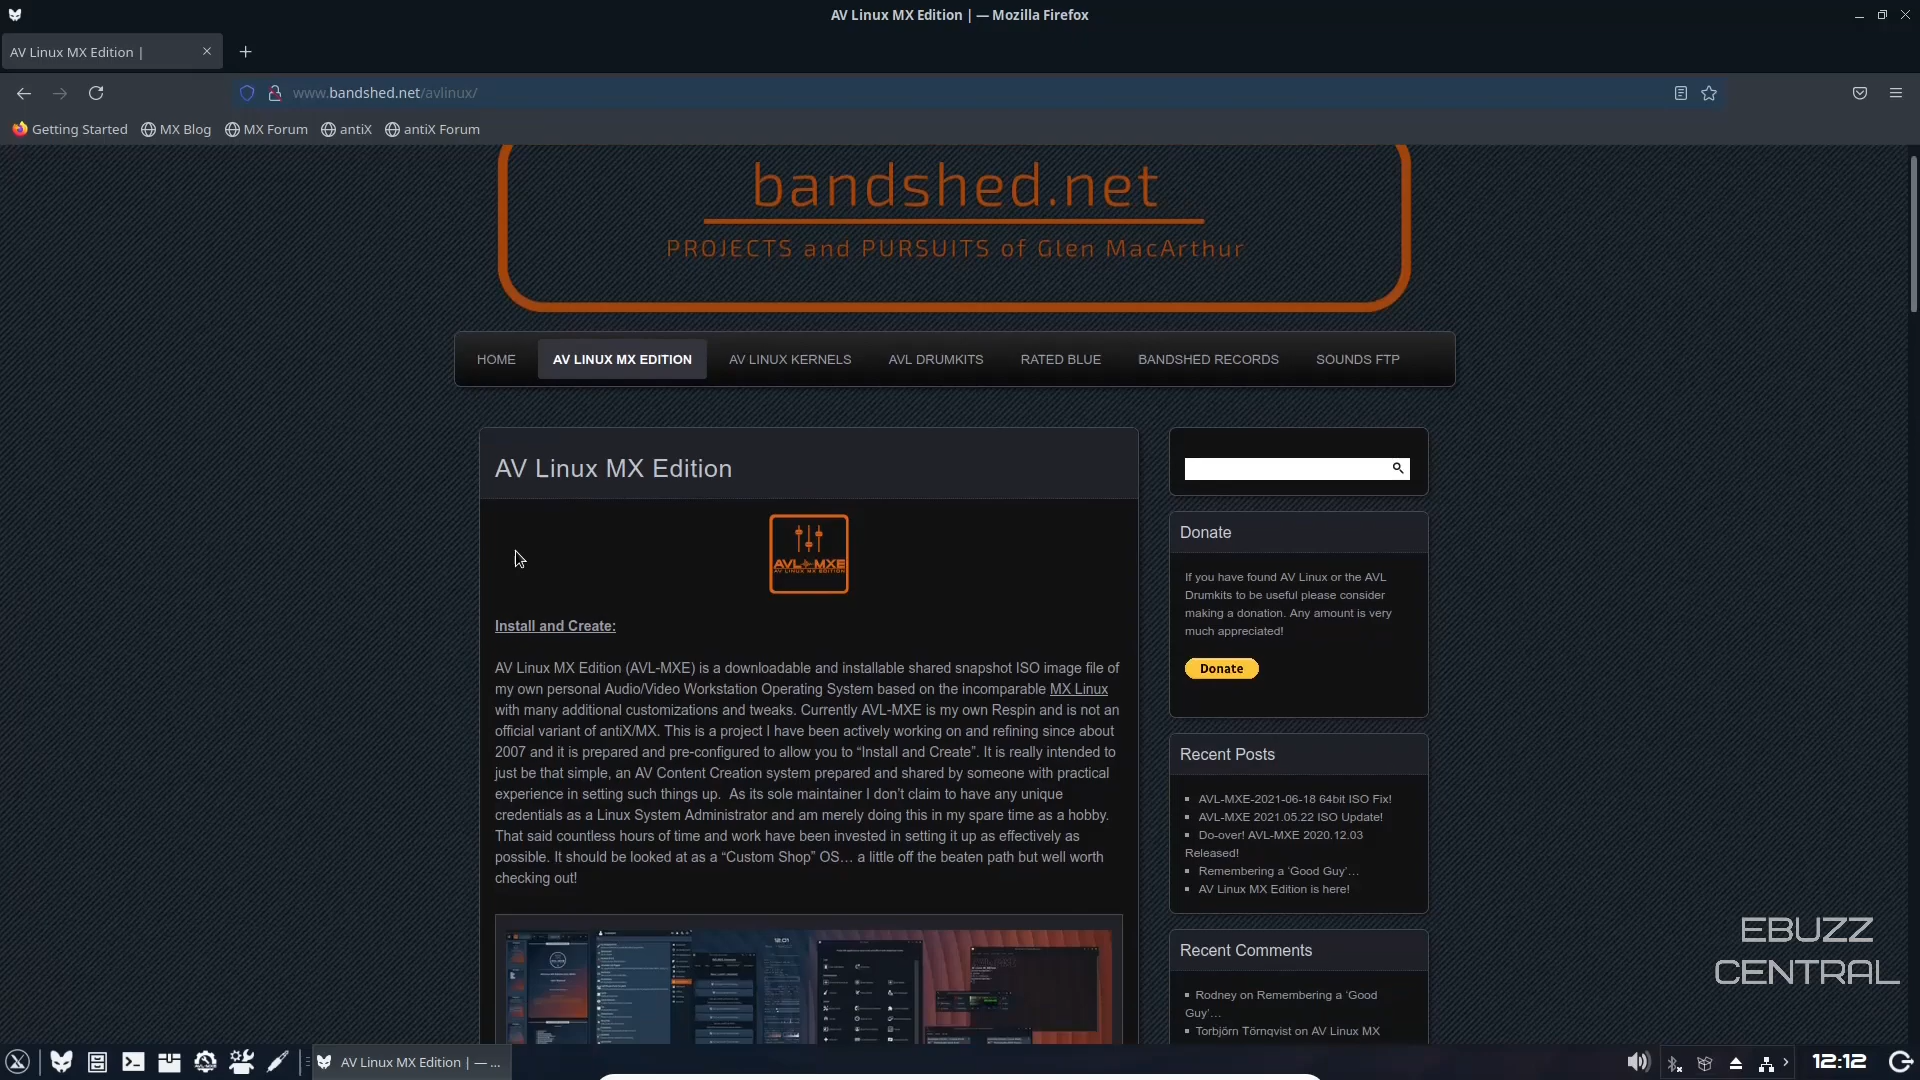 AV Linux MX Edition | — Mozilla Firefox
AV Linux MX Edition |
www.bandshed.net/avlinux/
Getting Started MX Blog MX Forum antiX antiX Forum
bandshed.net
PROJECTS and PURSUITS of Glen MacArthur
HOME AV LINUX MX EDITION AV LINUX KERNELS AVL DRUMKITS RATED BLUE BANDSHED RECORDS SOUNDS FTP
AV Linux MX Edition
AVL-MXE
AV LINUX MX EDITION
Install and Create:
AV Linux MX Edition (AVL-MXE) is a downloadable and installable shared snapshot ISO image file of
my own personal Audio/Video Workstation Operating System based on the incomparable MX Linux
with many additional customizations and tweaks. Currently AVL-MXE is my own Respin and is not an
official variant of antiX/MX. This is a project I have been actively working on and refining since about
2007 and it is prepared and pre-configured to allow you to “Install and Create”. It is really intended to
just be that simple, an AV Content Creation system prepared and shared by someone with practical
experience in setting such things up.  As its sole maintainer I don’t claim to have any unique
credentials as a Linux System Administrator and am merely doing this in my spare time as a hobby.
That said countless hours of time and work have been invested in setting it up as effectively as
possible. It should be looked at as a “Custom Shop” OS… a little off the beaten path but well worth
checking out!
12:01
Donate
If you have found AV Linux or the AVL
Drumkits to be useful please consider
making a donation. Any amount is very
much appreciated!
Donate
Recent Posts
AVL-MXE-2021-06-18 64bit ISO Fix!
AVL-MXE 2021.05.22 ISO Update!
Do-over! AVL-MXE 2020.12.03
Released!
Remembering a ‘Good Guy’…
AV Linux MX Edition is here!
Recent Comments
Rodney on Remembering a ‘Good
Guy’…
Torbjörn Törnqvist on AV Linux MX
EBUZZ
CENTRAL
AV Linux MX Edition | — ...
12:12